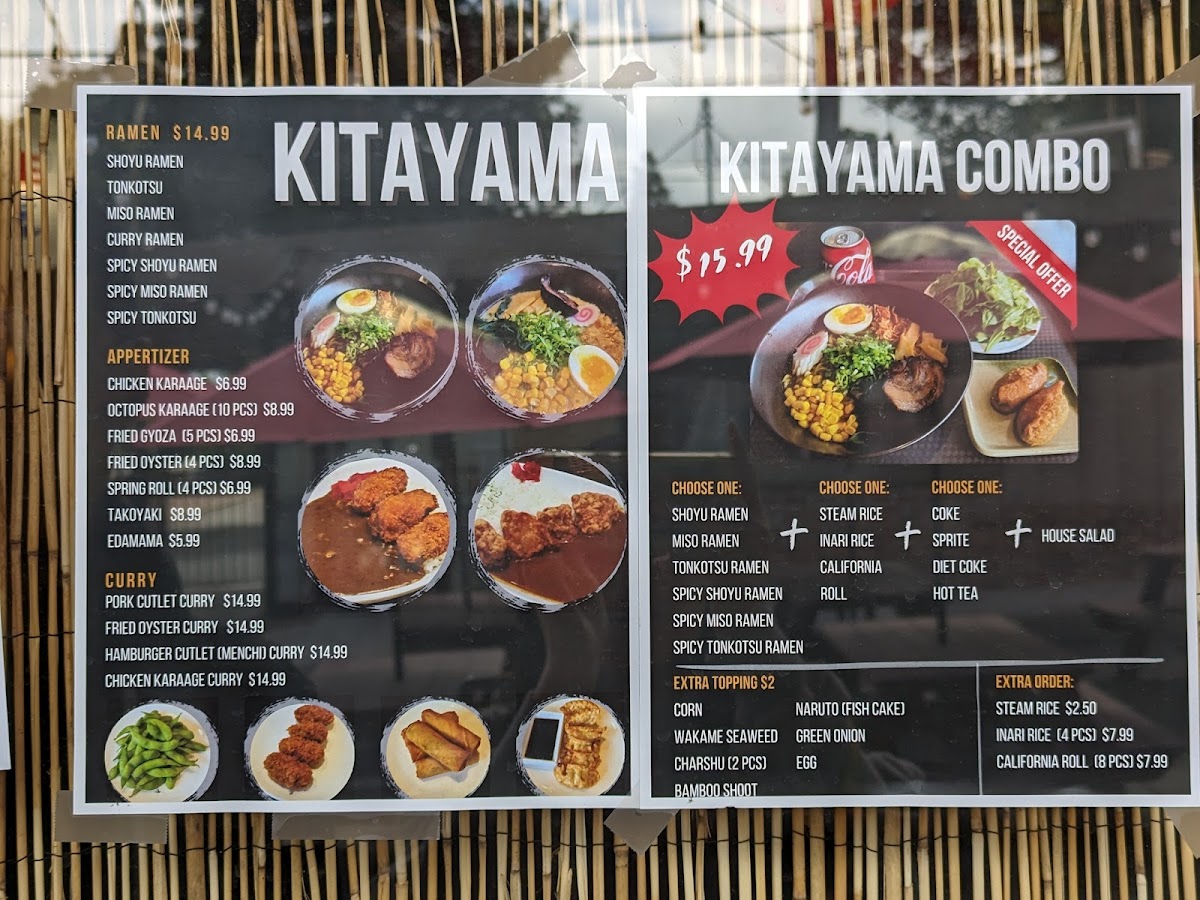 KITAYAMA
RAMEN $14.99
SHOYU RAMEN
TONKOTSU
MISO RAMEN
CURRY RAMEN
SPICY SHOYU RAMEN
SPICY MISO RAMEN
SPICY TONKOTSU
APPERTIZER
CHICKEN KARAAGE $6.99
OCTOPUS KARAAGE (10 PCS) $8.99
FRIED GYOZA (5 PCS) $6.99
FRIED OYSTER (4 PCS) $8.99
SPRING ROLL (4 PCS) $6.99
TAKOYAKI $8.99
EDAMAMA $5.99
CURRY
PORK CUTLET CURRY $14.99
FRIED OYSTER CURRY $14.99
HAMBURGER CUTLET (MENCHI) CURRY $14.99
CHICKEN KARAAGE CURRY $14.99
KITAYAMA COMBO
$15.99
SPECIAL OFFER
CHOOSE ONE:
SHOYU RAMEN
MISO RAMEN
TONKOTSU RAMEN
SPICY SHOYU RAMEN
SPICY MISO RAMEN
SPICY TONKOTSU RAMEN
+
CHOOSE ONE:
STEAM RICE
INARI RICE
CALIFORNIA
ROLL
+
CHOOSE ONE:
COKE
SPRITE
DIET COKE
HOT TEA
+
HOUSE SALAD
EXTRA TOPPING $2
CORN
WAKAME SEAWEED
CHARSHU (2 PCS)
BAMBOO SHOOT
NARUTO (FISH CAKE)
GREEN ONION
EGG
EXTRA ORDER:
STEAM RICE $2.50
INARI RICE (4 PCS) $7.99
CALIFORNIA ROLL (8 PCS) $7.99